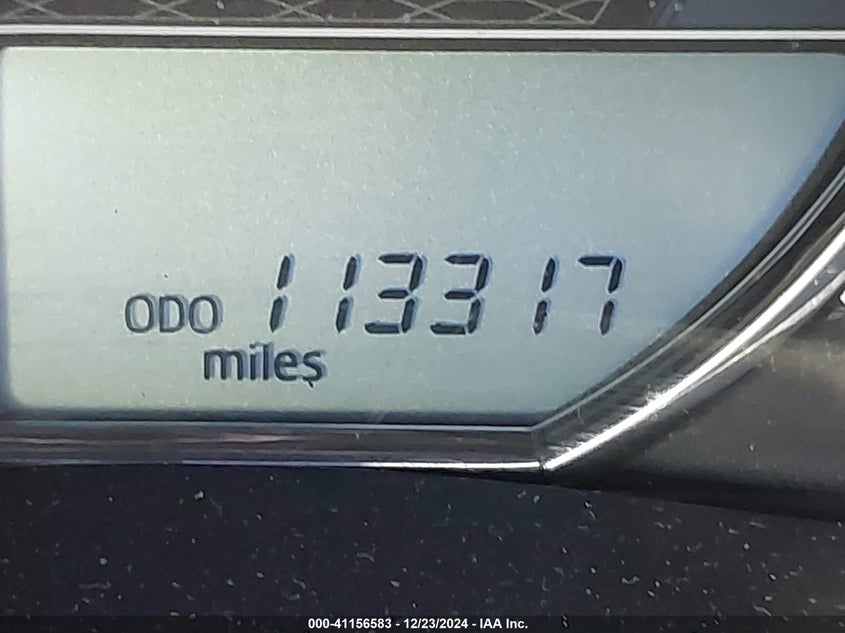 ODO 113317
miles
000-41156583 - 12/23/2024 - IAA Inc.